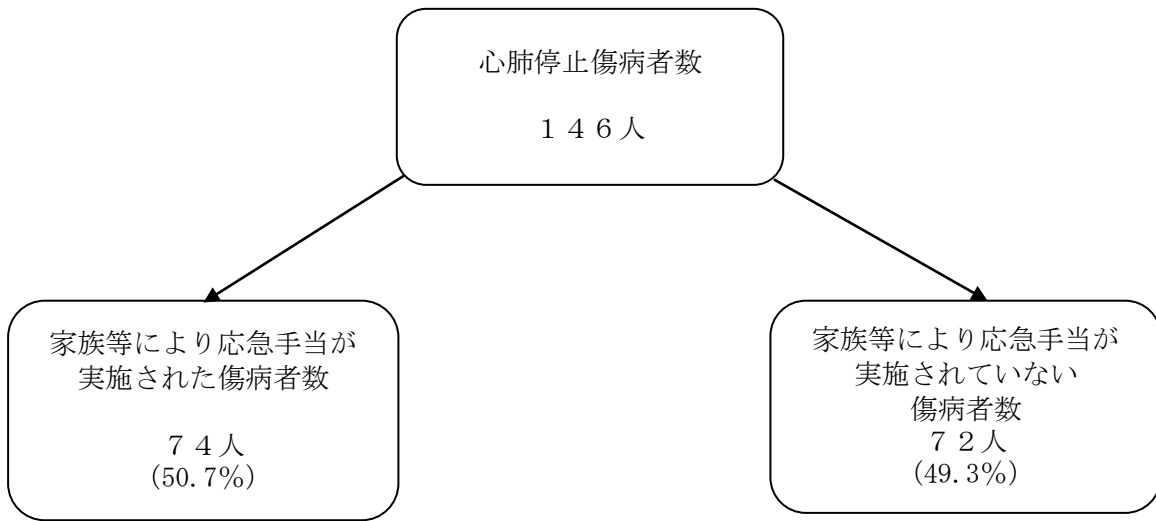 心肺停止傷病者数
１４６人
家族等により応急手当が
実施された傷病者数
７４人
(50.7％)
家族等により応急手当が
実施されていない
傷病者数
７２人
(49.3％)